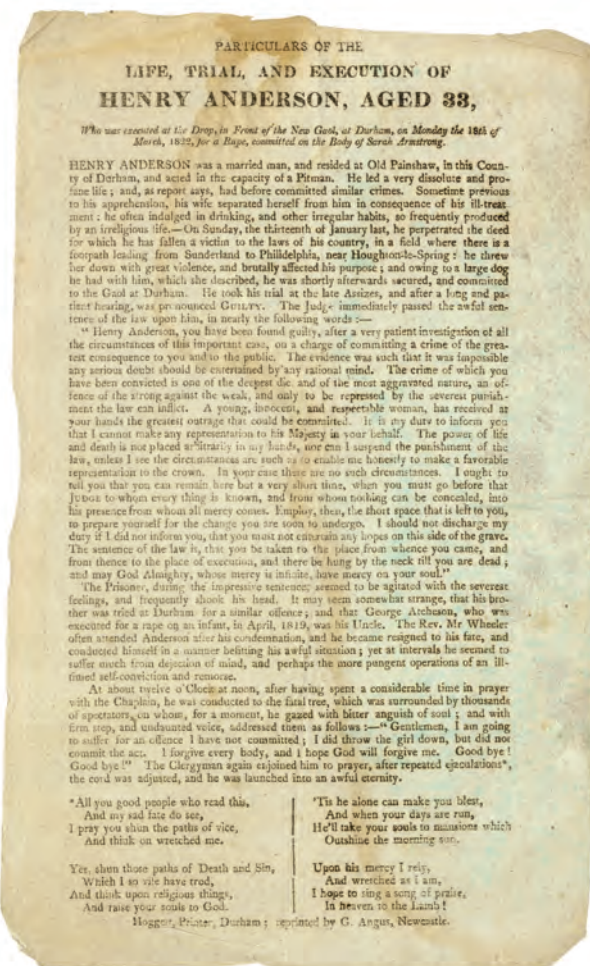 PARTICULARS OF THE
LIFE, TRIAL, AND EXECUTION OF
HENRY ANDERSON, AGED 33,
Who was executed at the Drop, in Front of the New Gaol, at Durham, on Monday the 18th of
March, 1822, for a Rape, committed on the Body of Sarah Armstrong.
HENRY ANDERSON was a married man, and resided at Old Painshaw, in this Coun-
ty of Durham, and acted in the capacity of a Pitman. He led a very dissolute and pro-
fane life; and, as report says, had before committed similar crimes. Sometime previous
to his apprehension, his wife separated herself from him in consequence of his ill-treat
ment: he often indulged in drinking, and other irregular habits, so frequently produced
by an irreligious life.—On Sunday, the thirteenth of January last, he perpetrated the deed
for which he has fallen a victim to the laws of his country, in a field where there is a
footpath leading from Sunderland to Philidelphia, near Houghton-le-Spring: he threw
her down with great violence, and brutally affected his purpose; and owing to a large dog
he had with him, which she described, he was shortly afterwards secured, and committed
to the Gaol at Durham. He took his trial at the late Assizes, and after a long and pa-
tient hearing, was pronounced GUILTY. The Judge immediately passed the awful sen-
tence of the law upon him, in nearly the following words:—
"Henry Anderson, you have been found guilty, after a very patient investigation of all
the circumstances of this important case, on a charge of committing a crime of the grea-
test consequence to you and to the public. The evidence was such that it was impossible
any serious doubt should be entertained by any rational mind. The crime of which you
have been convicted is one of the deepest die, and of the most aggravated nature, an of-
fence of the strong against the weak, and only to be repressed by the severest punish-
ment the law can inflict. A young, innocent, and respectible woman, has received at
your hands the greatest outrage that could be committed. It is my duty to inform you
that I cannot make any representation to his Majesty in your behalf. The power of life
and death is not placed arbitrarily in my hands, nor can I suspend the punishment of the
law, unless I see the circumstances are such as to enable me honestly to make a favorable
representation to the crown. In your case there are no such circumstances. I ought to
tell you that you can remain here but a very short time, when you must go before that
JUDGE to whom every thing is known, and from whom nothing can be concealed, into
his presence from whom all mercy comes. Employ, then, the short space that is left to you,
to prepare yourself for the change you are soon to undergo. I should not discharge my
duty if I did not inform you, that you must not entertain any hopes on this side of the grave.
The sentence of the law is, that you be taken to the place from whence you came, and
from thence to the place of execution, and there be hung by the neck till you are dead;
and may God Almighty, whose mercy is infinite, have mercy on your soul."
The Prisoner, during the impressive sentence, seemed to be agitated with the severest
feelings, and frequently shook his head. It may seem somewhat strange, that his bro-
ther was tried at Durham for a similar offence; and that George Atcheson, who was
executed for a rape on an infant, in April, 1819, was his Uncle. The Rev. Mr Wheeler
often attended Anderson after his condemnation, and he became resigned to his fate, and
conducted himself in a manner befitting his awful situation; yet at intervals he seemed to
suffer much from dejection of mind, and perhaps the more pungent operations of an ill-
timed self-conviction and remorse.
At about twelve o'Clock at noon, after having spent a considerable time in prayer
with the Chaplain, he was conducted to the fatal tree, which was surrounded by thousands
of spectators, on whom, for a moment, he gazed with bitter anguish of soul; and with
firm step, and undaunted voice, addressed them as follows:—"Gentlemen, I am going
to suffer for an offence I have not committed; I did throw the girl down, but did not
commit the act. I forgive every body, and I hope God will forgive me. Good bye!
Good bye!" The Clergyman again enjoined him to prayer, after repeated ejaculations*,
the cord was adjusted, and he was launched into an awful eternity.
*All you good people who read this,
And my sad fate do see,
I pray you shun the paths of vice,
And think on wretched me.
Yes, shun those paths of Death and Sin,
Which I so vile have trod,
And think upon religious things,
And raise your souls to God.
'Tis he alone can make you blest,
And when your days are run,
He'll take your souls to mansions which
Outshine the morning sun.
Upon his mercy I rely,
And wretched as I am,
I hope to sing a song of praise,
In heaven to the Lamb!
Hoggett, Printer, Durham; reprinted by G. Angus, Newcastle.